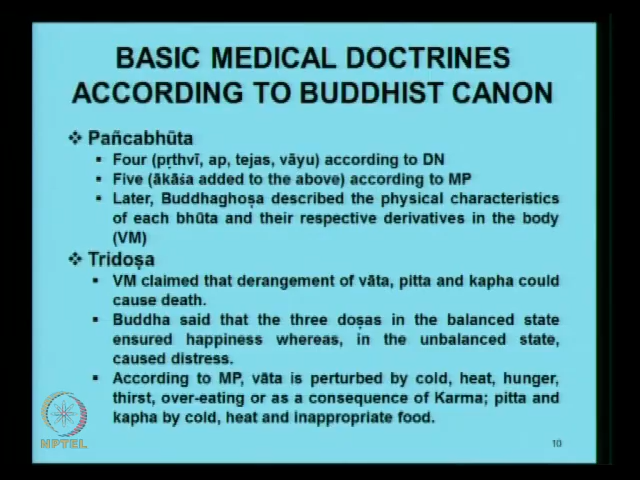 BASIC MEDICAL DOCTRINES
ACCORDING TO BUDDHIST CANON
❖ Pañcabhūta
▪ Four (pṛthvī, ap, tejas, vāyu) according to DN
▪ Five (ākāśa added to the above) according to MP
▪ Later, Buddhaghoṣa described the physical characteristics
of each bhūta and their respective derivatives in the body
(VM)
❖ Tridoṣa
▪ VM claimed that derangement of vāta, pitta and kapha could
cause death.
▪ Buddha said that the three doṣas in the balanced state
ensured happiness whereas, in the unbalanced state,
caused distress.
▪ According to MP, vāta is perturbed by cold, heat, hunger,
thirst, over-eating or as a consequence of Karma; pitta and
kapha by cold, heat and inappropriate food.
NPTEL
10